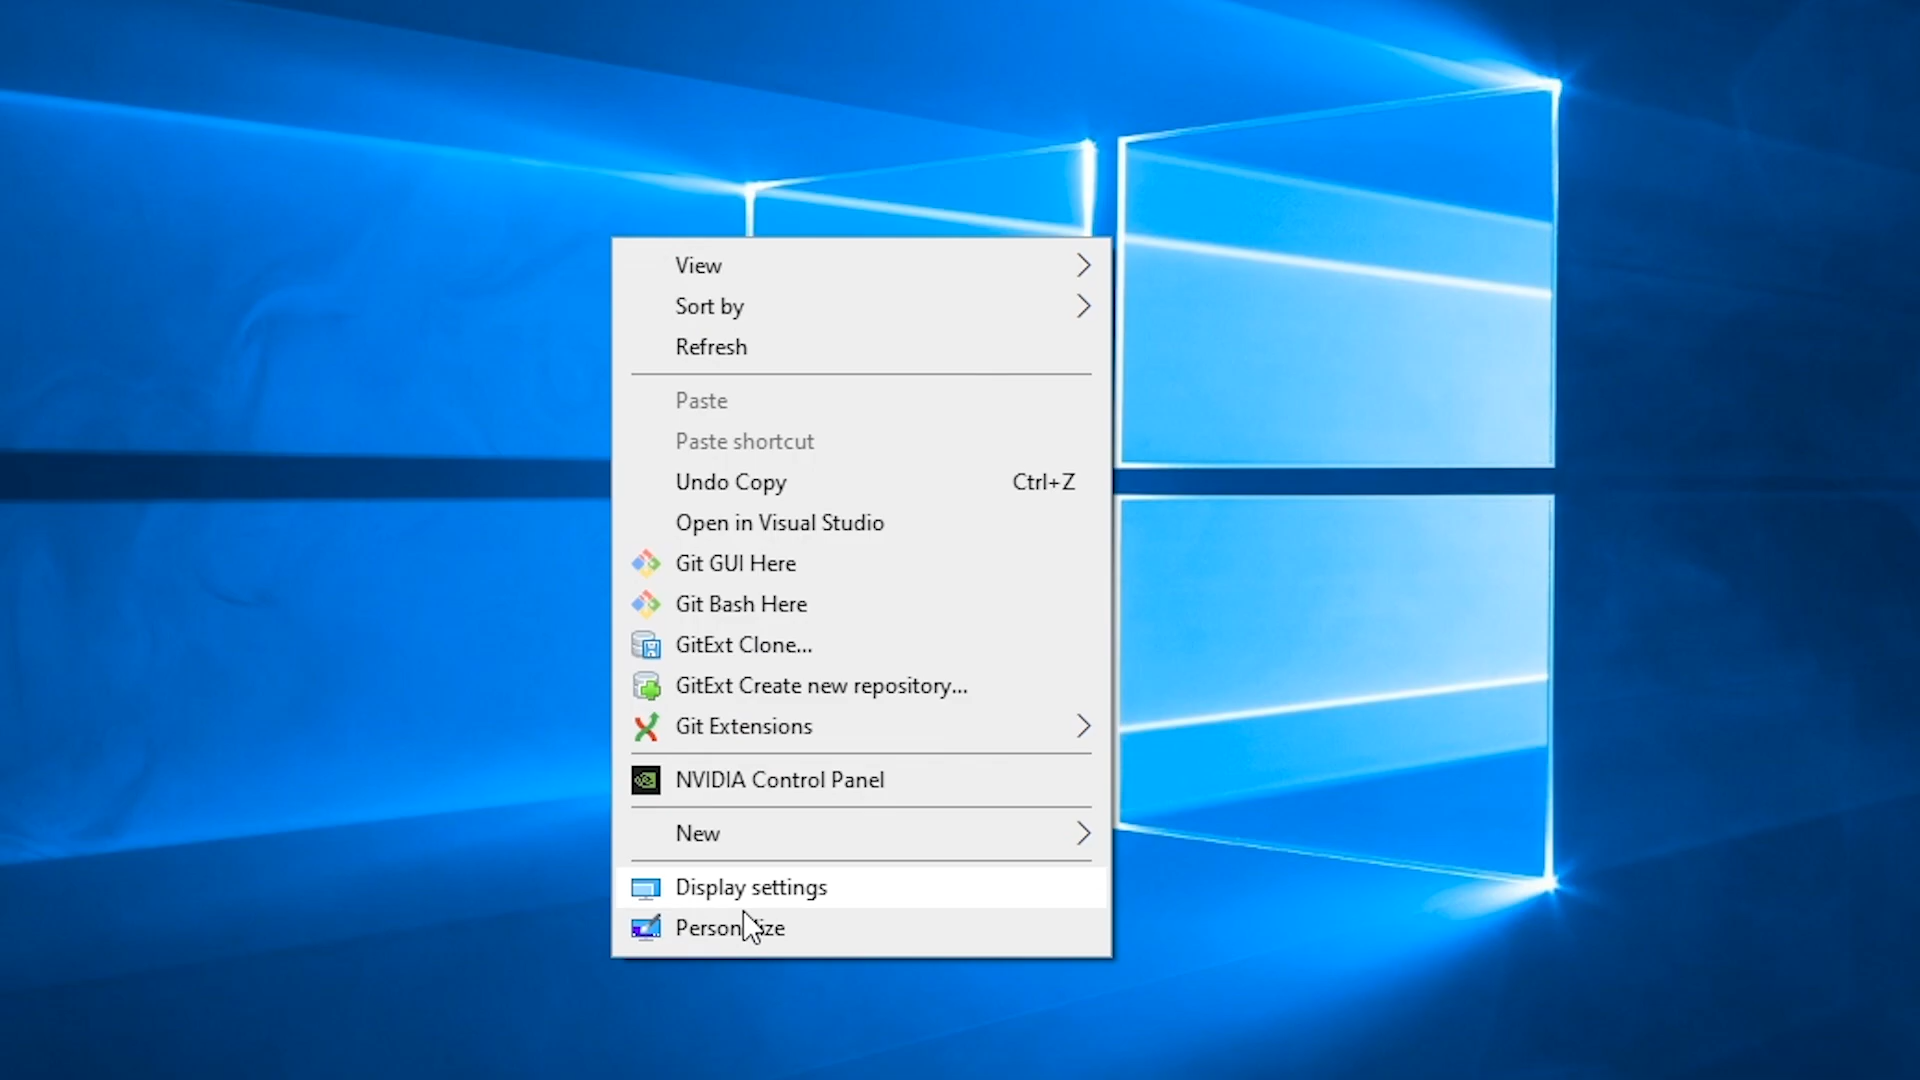 View
Sort by
Refresh
Paste
Paste shortcut
Undo Copy Ctrl+Z
Open in Visual Studio
Git GUI Here
Git Bash Here
GitExt Clone...
GitExt Create new repository...
Git Extensions
NVIDIA Control Panel
New
Display settings
Personalize